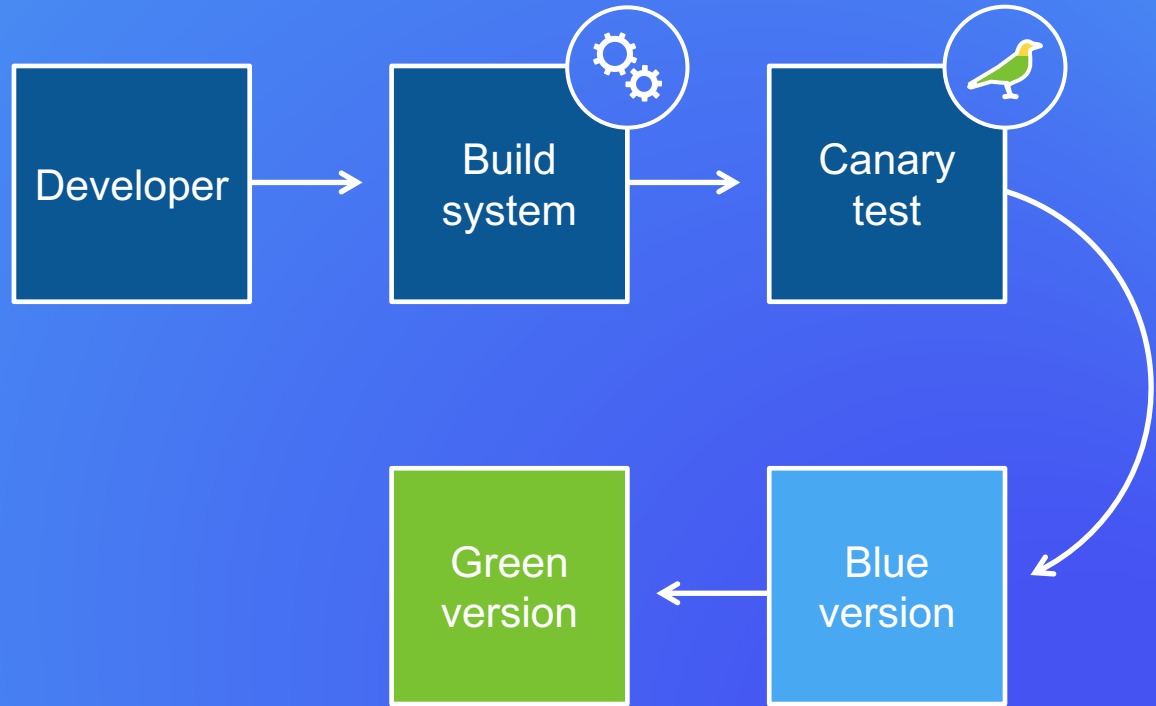 Developer
Build
system
Canary
test
Green
version
Blue
version